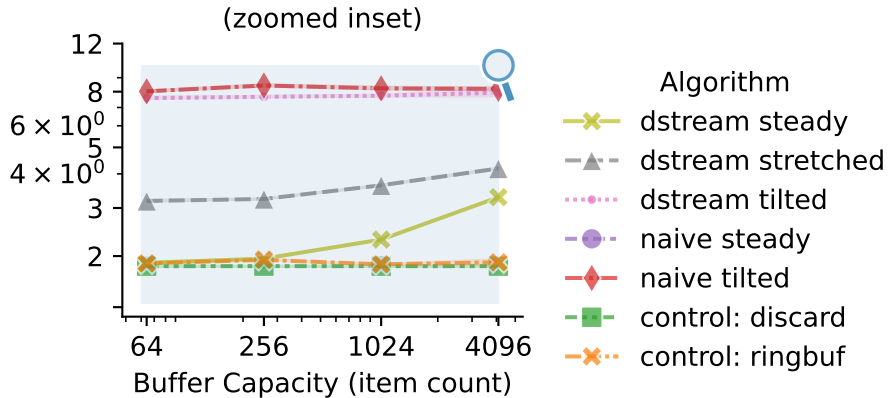 (zoomed inset)
12
8
6 × 10⁰
5
4 × 10⁰
3
2
64 256 1024 4096
Buffer Capacity (item count)
Algorithm
dstream steady
dstream stretched
dstream tilted
naive steady
naive tilted
control: discard
control: ringbuf